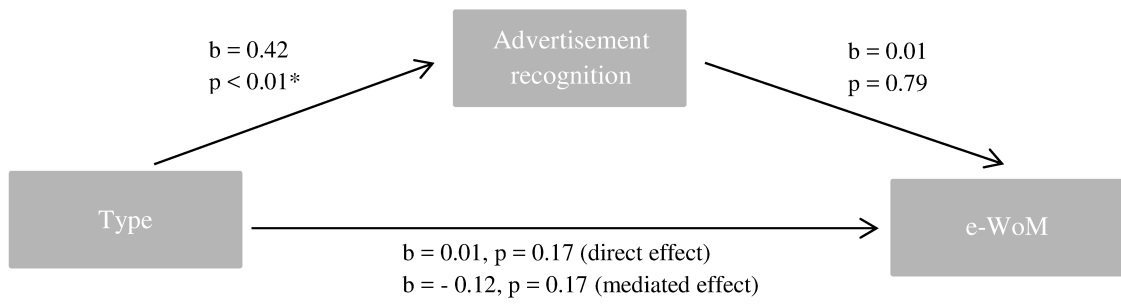 b = 0.42
p < 0.01*
Advertisement
recognition
b = 0.01
p = 0.79
Type
e-WoM
b = 0.01, p = 0.17 (direct effect)
b = - 0.12, p = 0.17 (mediated effect)